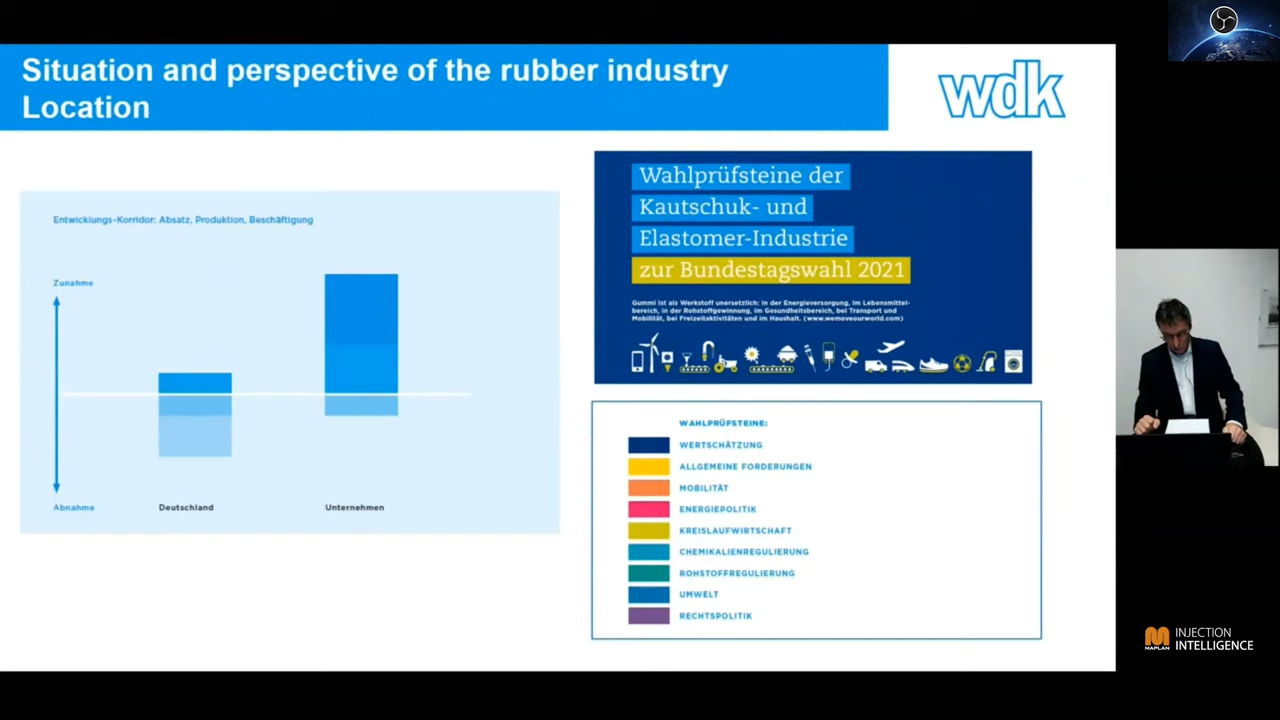 Situation and perspective of the rubber industry
Location
wdk
Entwicklungs-Korridor: Absatz, Produktion, Beschäftigung
Zunahme
Abnahme
Deutschland
Unternehmen
Wahlprüfsteine der
Kautschuk- und
Elastomer-Industrie
zur Bundestagswahl 2021
Gummi ist als Werkstoff unersetzlich: in der Energieversorgung, im Lebensmittel-
bereich, in der Rohstoffgewinnung, im Gesundheitsbereich, bei Transport und
Mobilität, bei Freizeitaktivitäten und im Haushalt. (www.wemoveourworld.com)
WAHLPRÜFSTEINE:
WERTSCHÄTZUNG
ALLGEMEINE FORDERUNGEN
MOBILITÄT
ENERGIEPOLITIK
KREISLAUFWIRTSCHAFT
CHEMIKALIENREGULIERUNG
ROHSTOFFREGULIERUNG
UMWELT
RECHTSPOLITIK
MAPLAN
INJECTION
INTELLIGENCE